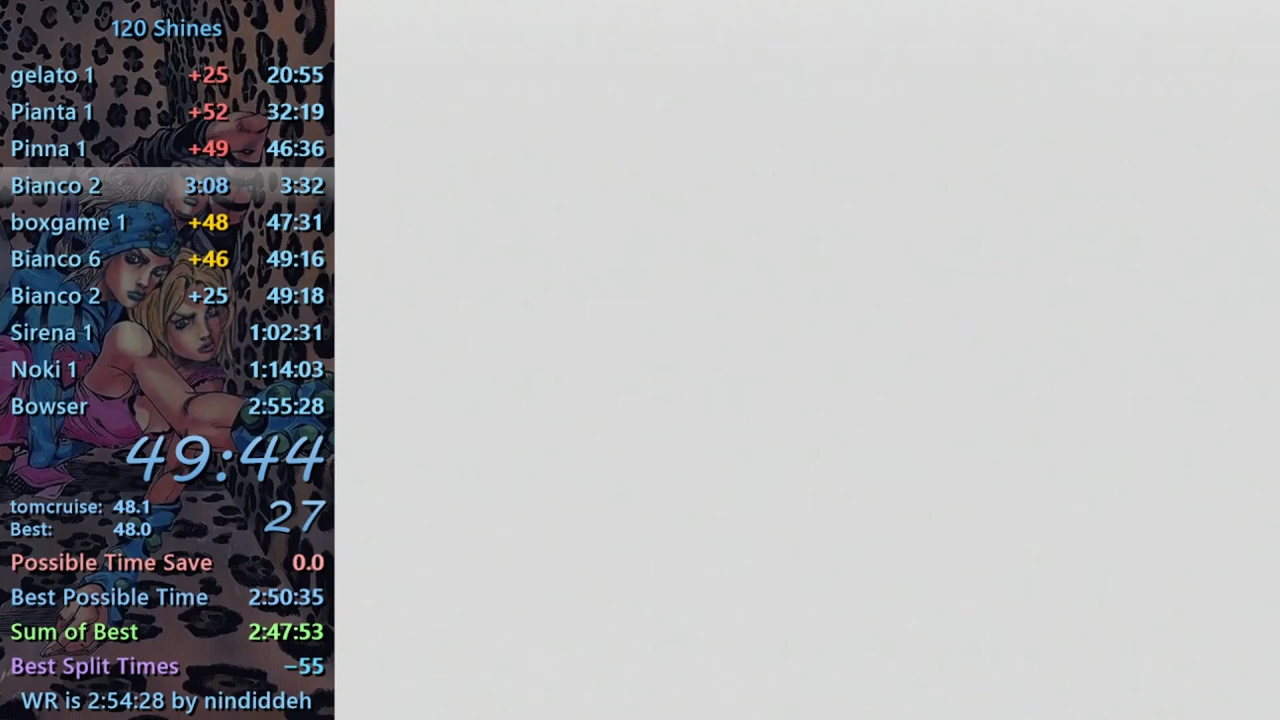 120 Shines
gelato 1 +25 20:55
Pianta 1 +52 32:19
Pinna 1 +49 46:36
Bianco 2 3:08 3:32
boxgame 1 +48 47:31
Bianco 6 +46 49:16
Bianco 2 +25 49:18
Sirena 1 1:02:31
Noki 1 1:14:03
Bowser 2:55:28
49:44
tomcruise: 48.1 27
Best: 48.0
Possible Time Save 0.0
Best Possible Time 2:50:35
Sum of Best 2:47:53
Best Split Times −55
WR is 2:54:28 by nindiddeh